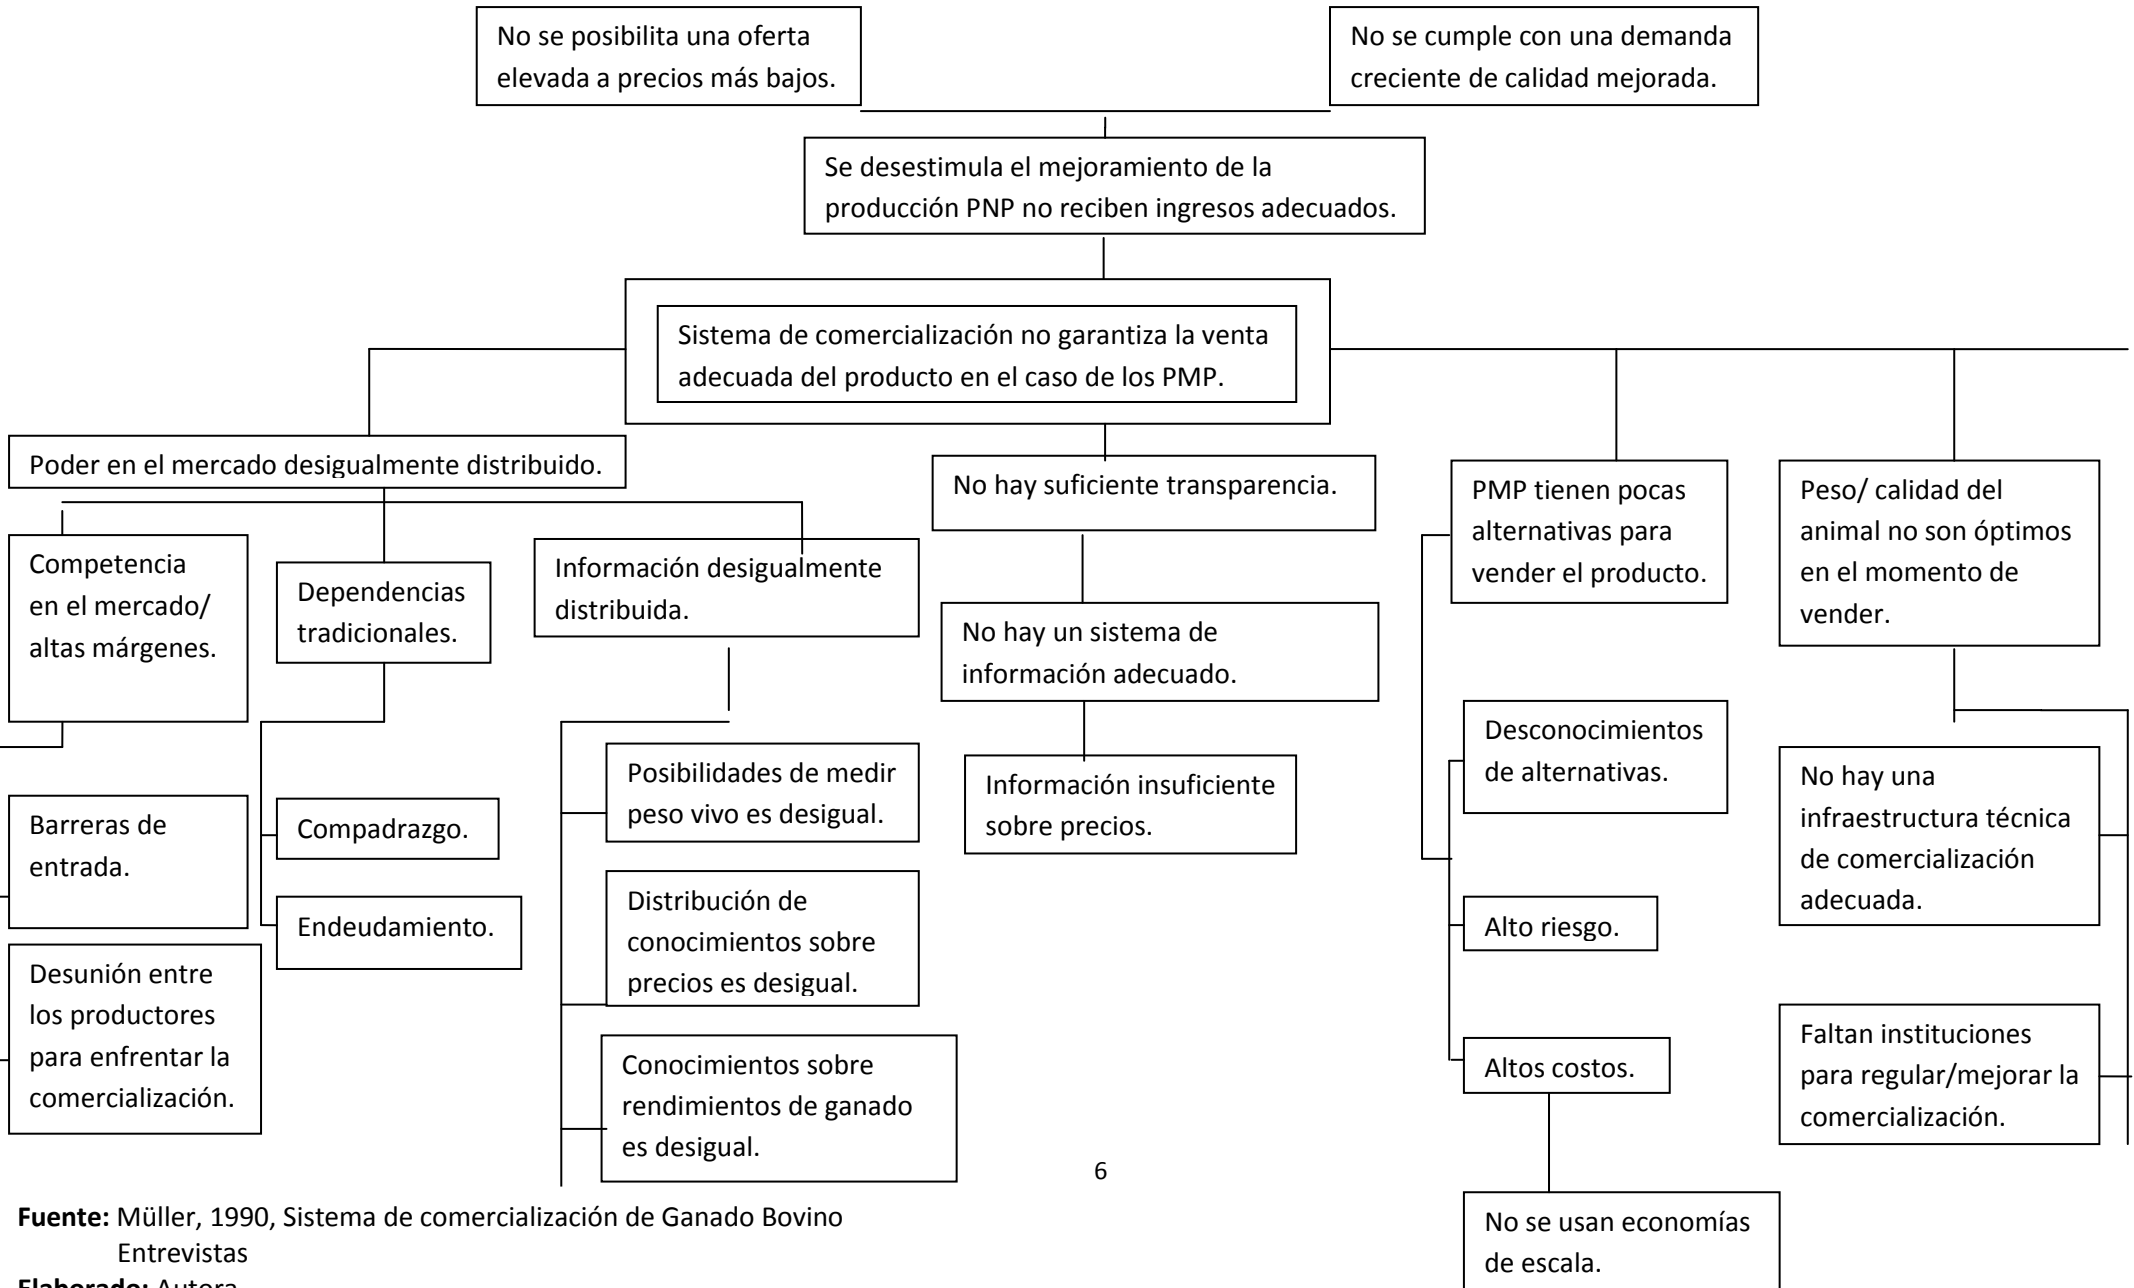 No se posibilita una oferta
elevada a precios más bajos.
No se cumple con una demanda
creciente de calidad mejorada.
Se desestimula el mejoramiento de la
producción PNP no reciben ingresos adecuados.
Sistema de comercialización no garantiza la venta
adecuada del producto en el caso de los PMP.
Poder en el mercado desigualmente distribuido.
No hay suficiente transparencia.
PMP tienen pocas
alternativas para
vender el producto.
Peso/ calidad del
animal no son óptimos
en el momento de
vender.
Competencia
en el mercado/
altas márgenes.
Dependencias
tradicionales.
Información desigualmente
distribuida.
No hay un sistema de
información adecuado.
Desconocimientos
de alternativas.
No hay una
infraestructura técnica
de comercialización
adecuada.
Barreras de
entrada.
Compadrazgo.
Posibilidades de medir
peso vivo es desigual.
Información insuficiente
sobre precios.
Endeudamiento.
Distribución de
conocimientos sobre
precios es desigual.
Alto riesgo.
Desunión entre
los productores
para enfrentar la
comercialización.
Conocimientos sobre
rendimientos de ganado
es desigual.
Altos costos.
Faltan instituciones
para regular/mejorar la
comercialización.
6
No se usan economías
de escala.
Fuente: Müller, 1990, Sistema de comercialización de Ganado Bovino
Entrevistas
Elaborado: Autora